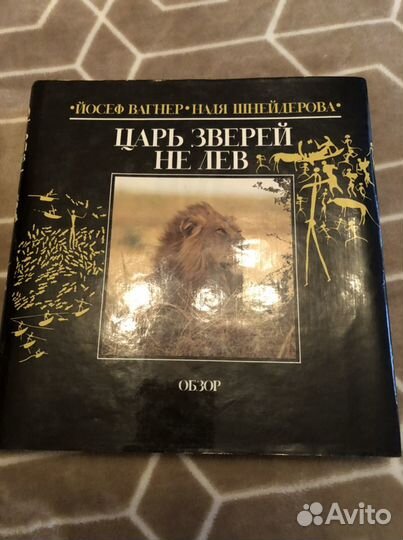 • ЙОСЕФ ВАГНЕР • НАДЯ ШНЕЙДЕРОВА •
ЦАРЬ ЗВЕРЕЙ
НЕ ЛЕВ
ОБЗОР
Avito